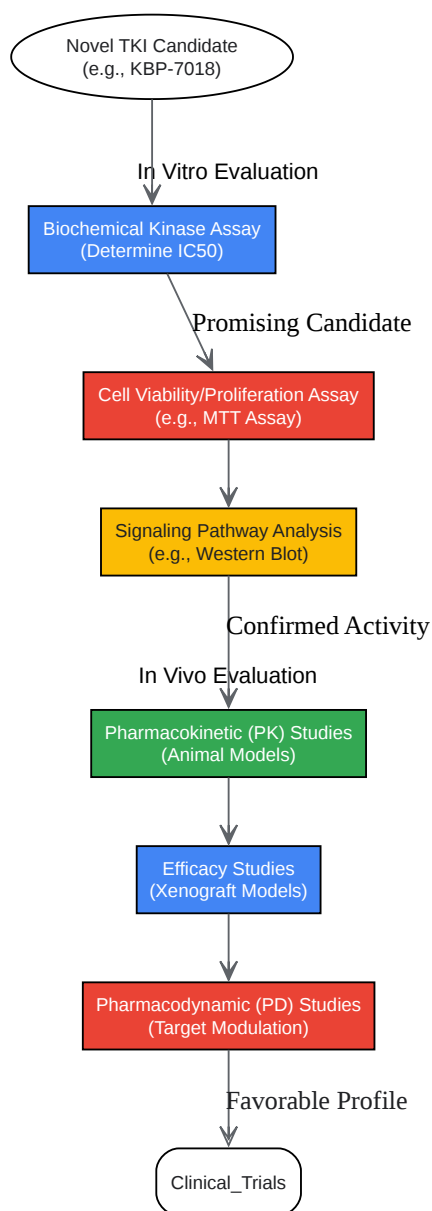 Novel TKI Candidate
(e.g., KBP-7018)
In Vitro Evaluation
Biochemical Kinase Assay
(Determine IC50)
Promising Candidate
Cell Viability/Proliferation Assay
(e.g., MTT Assay)
Signaling Pathway Analysis
(e.g., Western Blot)
Confirmed Activity
In Vivo Evaluation
Pharmacokinetic (PK) Studies
(Animal Models)
Efficacy Studies
(Xenograft Models)
Pharmacodynamic (PD) Studies
(Target Modulation)
Favorable Profile
Clinical_Trials